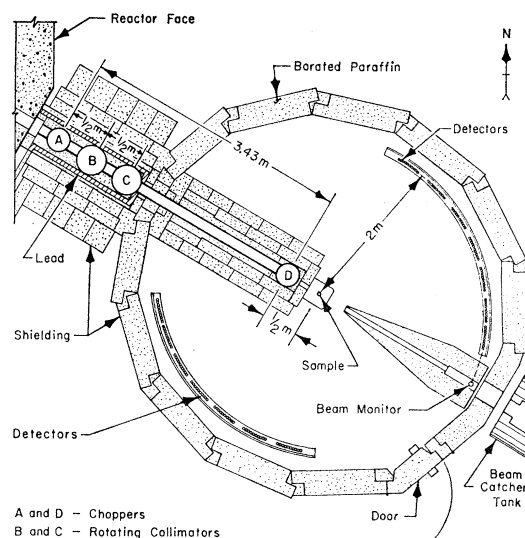 Reactor Face
N
Borated Paraffin
Detectors
1/2 m
1/2 m
3.43 m
A
B
C
2 m
Lead
D
Shielding
1/2 m
Sample
Beam Monitor
Detectors
Beam
Catcher
Tank
Door
A and D - Choppers
B and C - Rotating Collimators